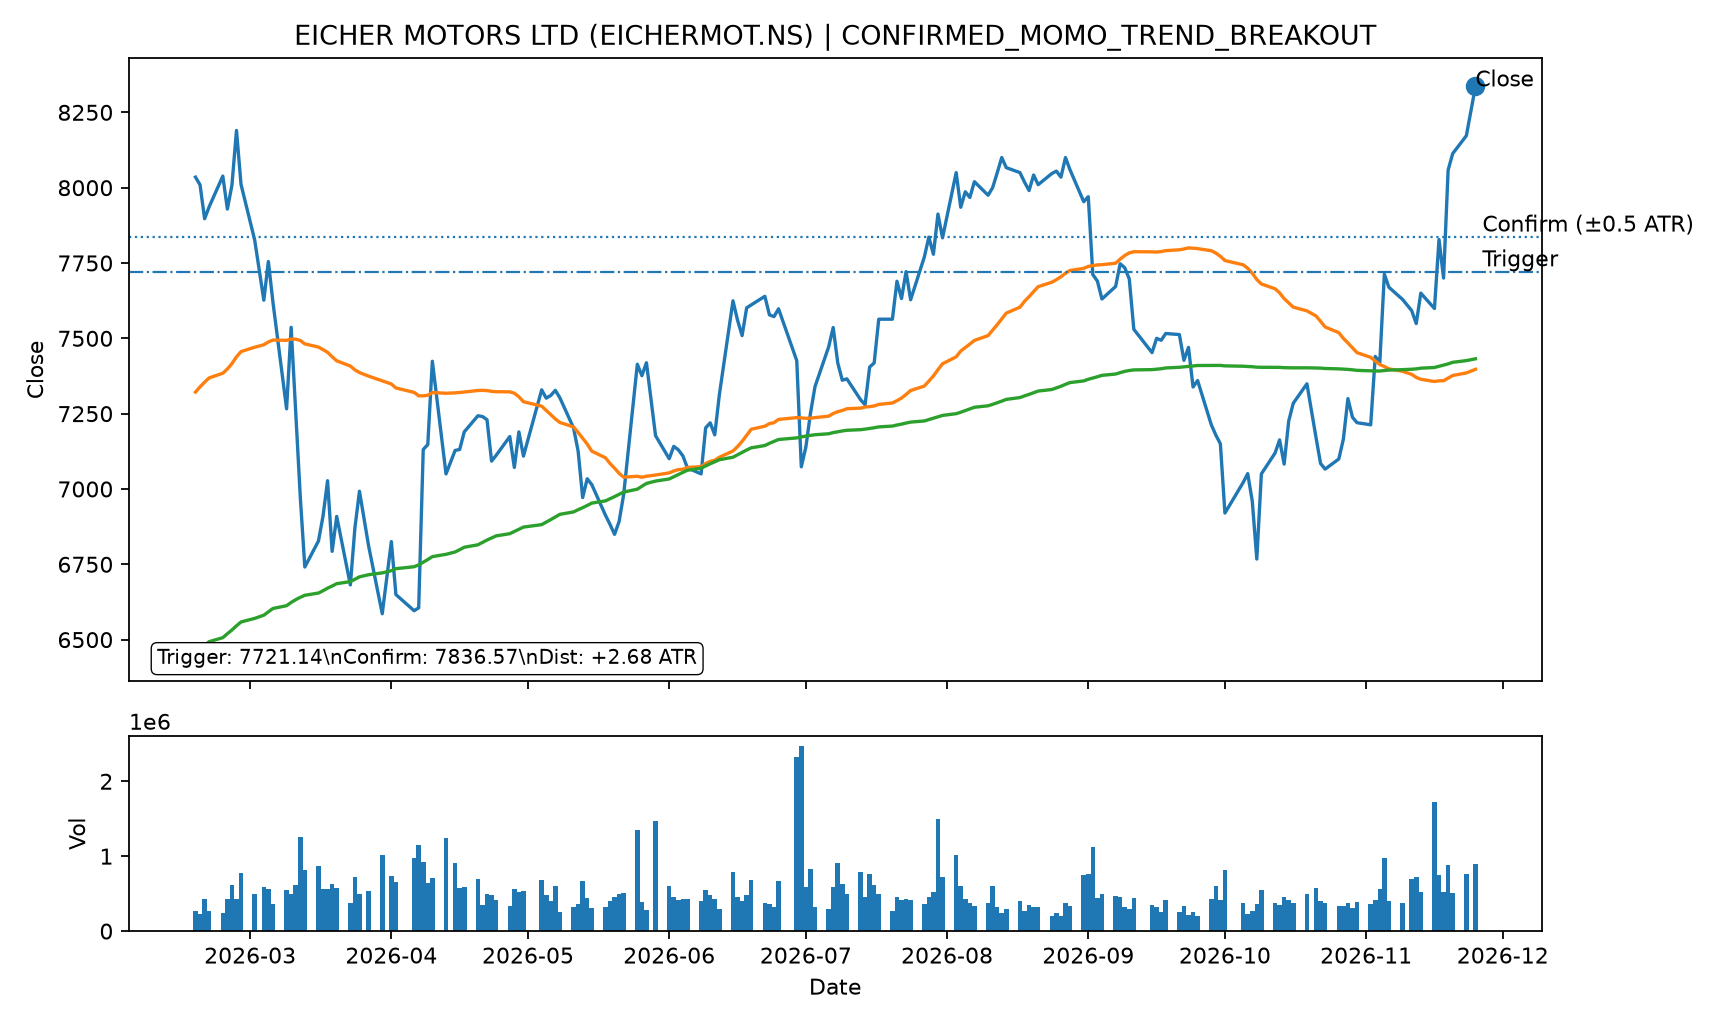 EICHER MOTORS LTD (EICHERMOT.NS) | CONFIRMED_MOMO_TREND_BREAKOUT
Close
8250
8000
7750
7500
7250
7000
6750
6500
Close
Confirm (±0.5 ATR)
Trigger
Trigger: 7721.14\nConfirm: 7836.57\nDist: +2.68 ATR
1e6
Vol
2
1
0
2026-03 2026-04 2026-05 2026-06 2026-07 2026-08 2026-09 2026-10 2026-11 2026-12
Date